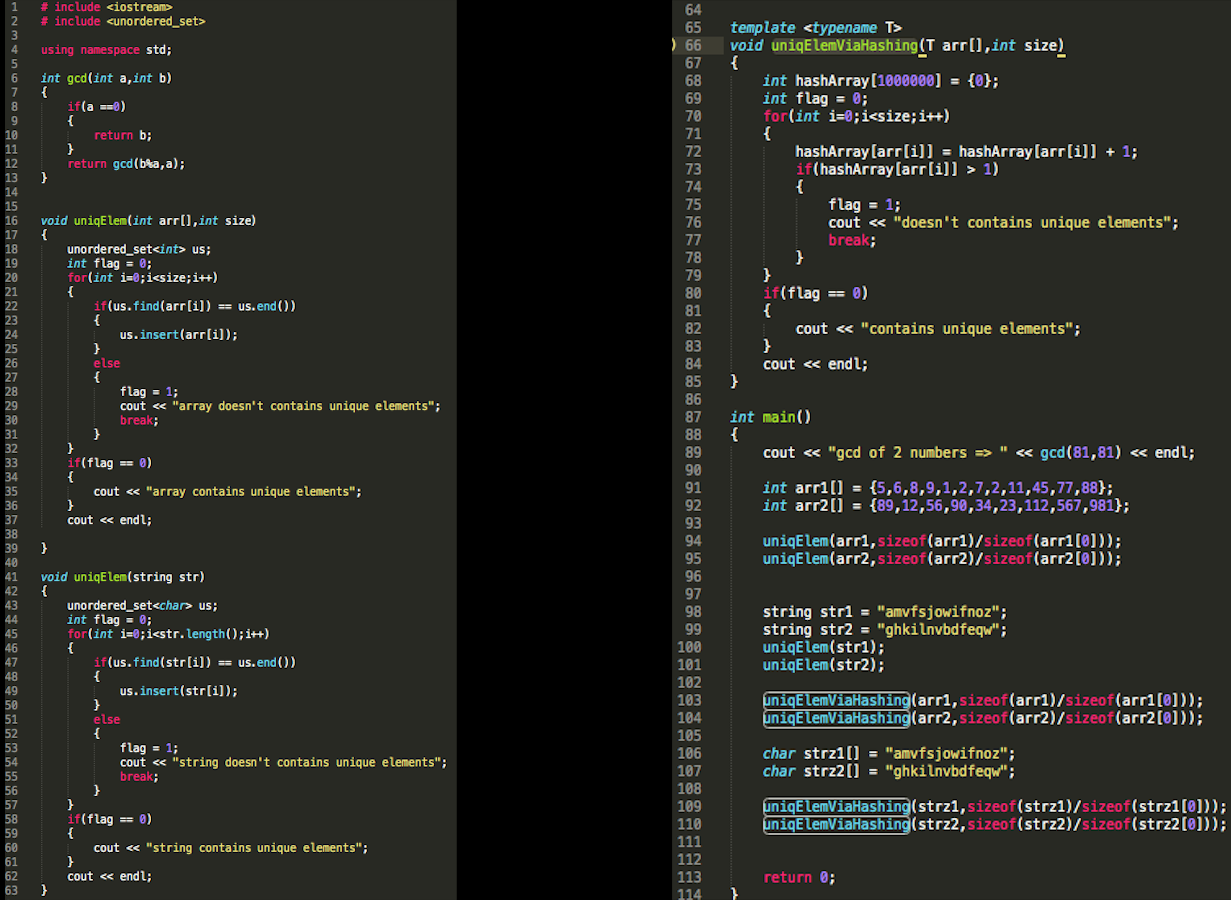 1 # include <iostream>
2 # include <unordered_set>
3
4 using namespace std;
5
6 int gcd(int a,int b)
7 {
8     if(a ==0)
9     {
10         return b;
11     }
12     return gcd(b%a,a);
13 }
14
15
16 void uniqElem(int arr[],int size)
17 {
18     unordered_set<int> us;
19     int flag = 0;
20     for(int i=0;i<size;i++)
21     {
22         if(us.find(arr[i]) == us.end())
23         {
24             us.insert(arr[i]);
25         }
26         else
27         {
28             flag = 1;
29             cout << "array doesn't contains unique elements";
30             break;
31         }
32     }
33     if(flag == 0)
34     {
35         cout << "array contains unique elements";
36     }
37     cout << endl;
38
39 }
40
41 void uniqElem(string str)
42 {
43     unordered_set<char> us;
44     int flag = 0;
45     for(int i=0;i<str.length();i++)
46     {
47         if(us.find(str[i]) == us.end())
48         {
49             us.insert(str[i]);
50         }
51         else
52         {
53             flag = 1;
54             cout << "string doesn't contains unique elements";
55             break;
56         }
57     }
58     if(flag == 0)
59     {
60         cout << "string contains unique elements";
61     }
62     cout << endl;
63 }
64
65 template <typename T>
66 void uniqElemViaHashing(T arr[],int size)
67 {
68     int hashArray[1000000] = {0};
69     int flag = 0;
70     for(int i=0;i<size;i++)
71     {
72         hashArray[arr[i]] = hashArray[arr[i]] + 1;
73         if(hashArray[arr[i]] > 1)
74         {
75             flag = 1;
76             cout << "doesn't contains unique elements";
77             break;
78         }
79     }
80     if(flag == 0)
81     {
82         cout << "contains unique elements";
83     }
84     cout << endl;
85 }
86
87 int main()
88 {
89     cout << "gcd of 2 numbers => " << gcd(81,81) << endl;
90
91     int arr1[] = {5,6,8,9,1,2,7,2,11,45,77,88};
92     int arr2[] = {89,12,56,90,34,23,112,567,981};
93
94     uniqElem(arr1,sizeof(arr1)/sizeof(arr1[0]));
95     uniqElem(arr2,sizeof(arr2)/sizeof(arr2[0]));
96
97
98     string str1 = "amvfsjowifnoz";
99     string str2 = "ghkilnvbdfeqw";
100     uniqElem(str1);
101     uniqElem(str2);
102
103     uniqElemViaHashing(arr1,sizeof(arr1)/sizeof(arr1[0]));
104     uniqElemViaHashing(arr2,sizeof(arr2)/sizeof(arr2[0]));
105
106     char strz1[] = "amvfsjowifnoz";
107     char strz2[] = "ghkilnvbdfeqw";
108
109     uniqElemViaHashing(strz1,sizeof(strz1)/sizeof(strz1[0]));
110     uniqElemViaHashing(strz2,sizeof(strz2)/sizeof(strz2[0]));
111
112
113     return 0;
114 }